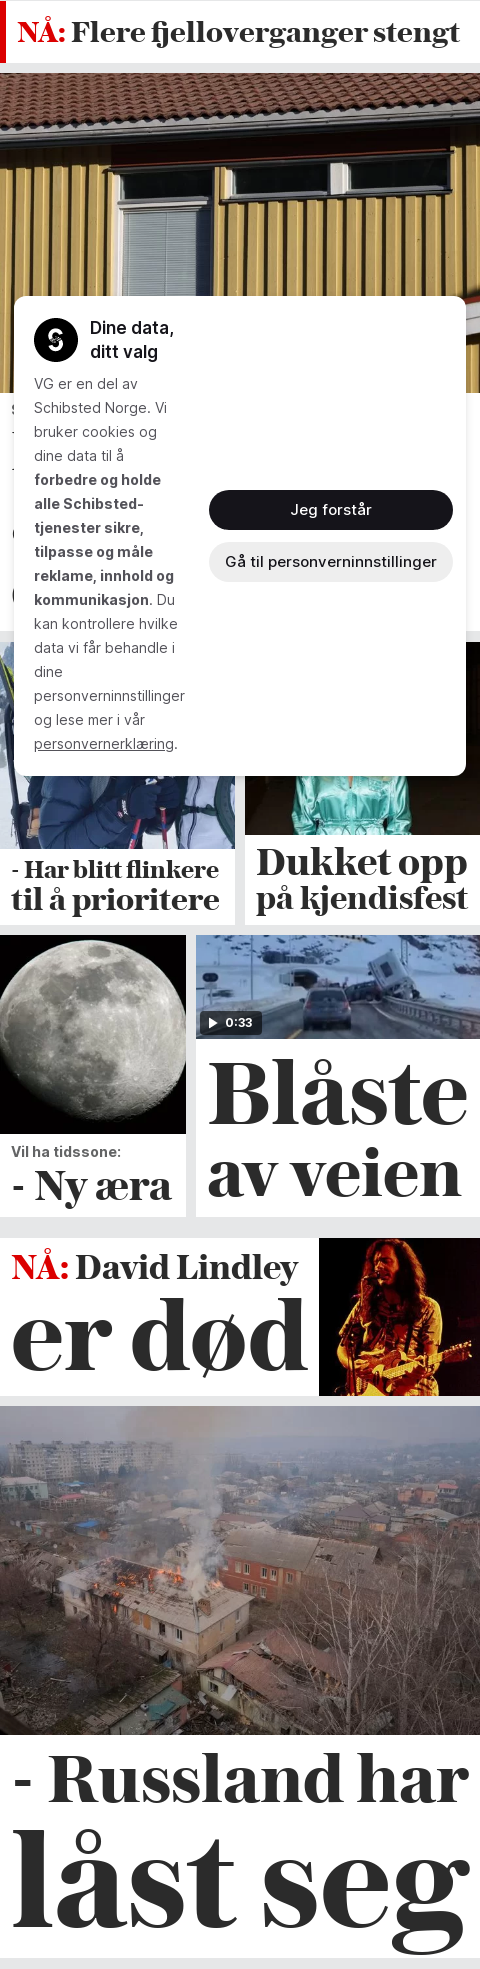 NÅ: Flere fjelloverganger stengt
Dine data,
ditt valg
VG er en del av
Schibsted Norge. Vi
bruker cookies og
dine data til å
forbedre og holde
alle Schibsted-
tjenester sikre,
tilpasse og måle
reklame, innhold og
kommunikasjon. Du
kan kontrollere hvilke
data vi får behandle i
dine
personverninnstillinger
og lese mer i vår
personvernerklæring.
Jeg forstår
Gå til personverninnstillinger
- Har blitt flinkere
til å prioritere
Dukket opp
på kjendisfest
0:33
Vil ha tidssone:
- Ny æra
Blåste
av veien
NÅ: David Lindley
er død
- Russland har
låst seg